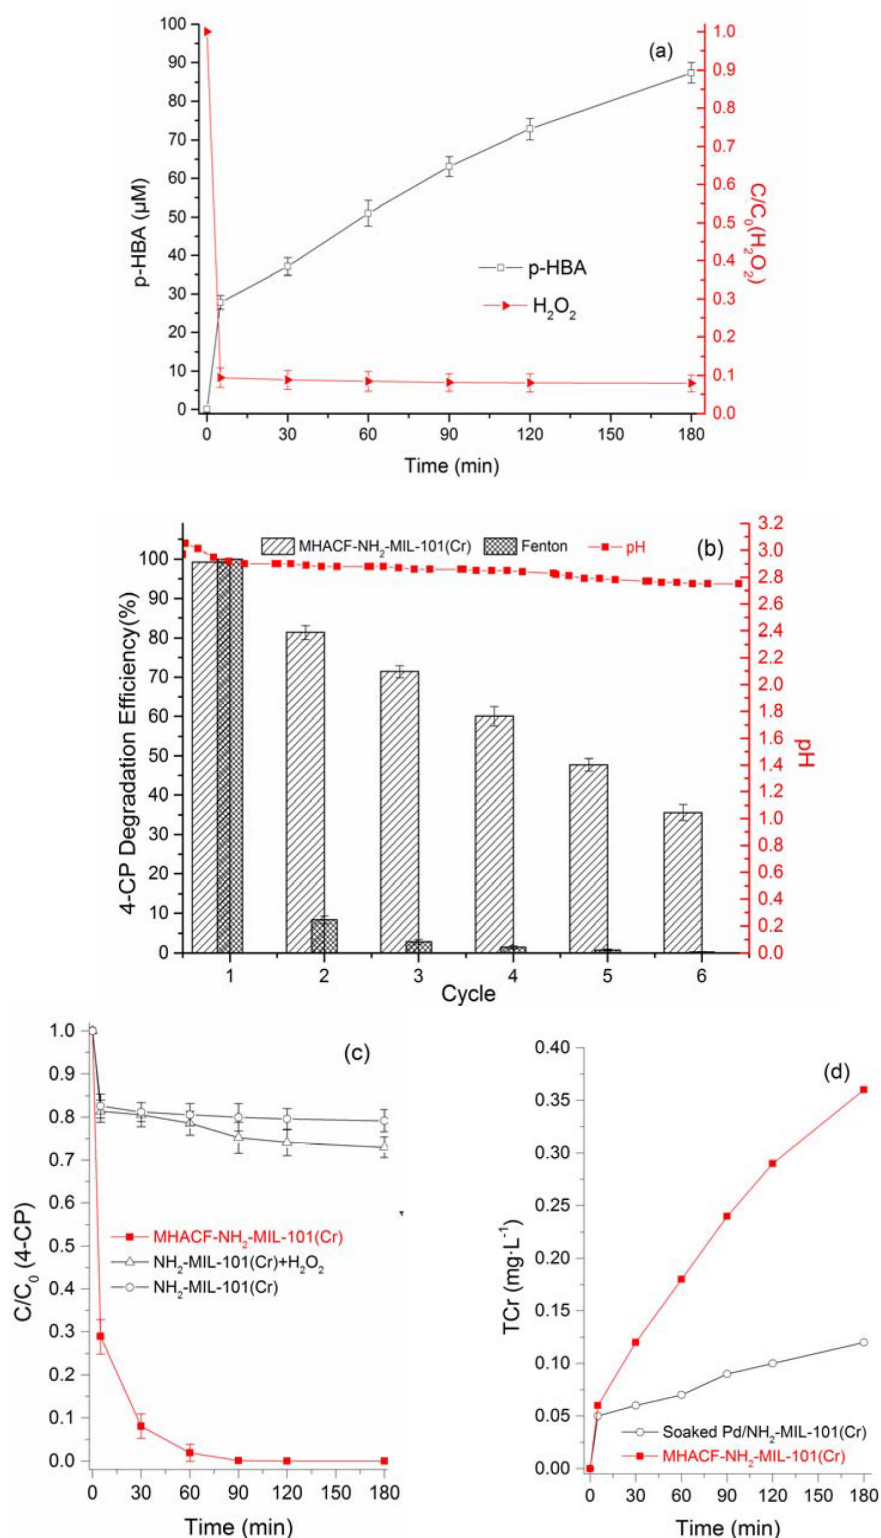 (a)
100
90
80
70
60
50
40
30
20
10
0
p-HBA (μM)
1.0
0.9
0.8
0.7
0.6
0.5
0.4
0.3
0.2
0.1
0.0
C/C₀(H₂O₂)
p-HBA
H₂O₂
0 30 60 90 120 150 180
Time (min)
(b)
MHACF-NH₂-MIL-101(Cr) Fenton pH
100
90
80
70
60
50
40
30
20
10
0
4-CP Degradation Efficiency(%)
3.2
3.0
2.8
2.6
2.4
2.2
2.0
1.8
1.6
1.4
1.2
1.0
0.8
0.6
0.4
0.2
0.0
pH
1 2 3 4 5 6
Cycle
(c)
1.0
0.9
0.8
0.7
0.6
0.5
0.4
0.3
0.2
0.1
0.0
C/C₀ (4-CP)
MHACF-NH₂-MIL-101(Cr)
NH₂-MIL-101(Cr)+H₂O₂
NH₂-MIL-101(Cr)
0 30 60 90 120 150 180
Time (min)
(d)
0.40
0.35
0.30
0.25
0.20
0.15
0.10
0.05
0.00
TCr (mg·L⁻¹)
Soaked Pd/NH₂-MIL-101(Cr)
MHACF-NH₂-MIL-101(Cr)
0 30 60 90 120 150 180
Time (min)